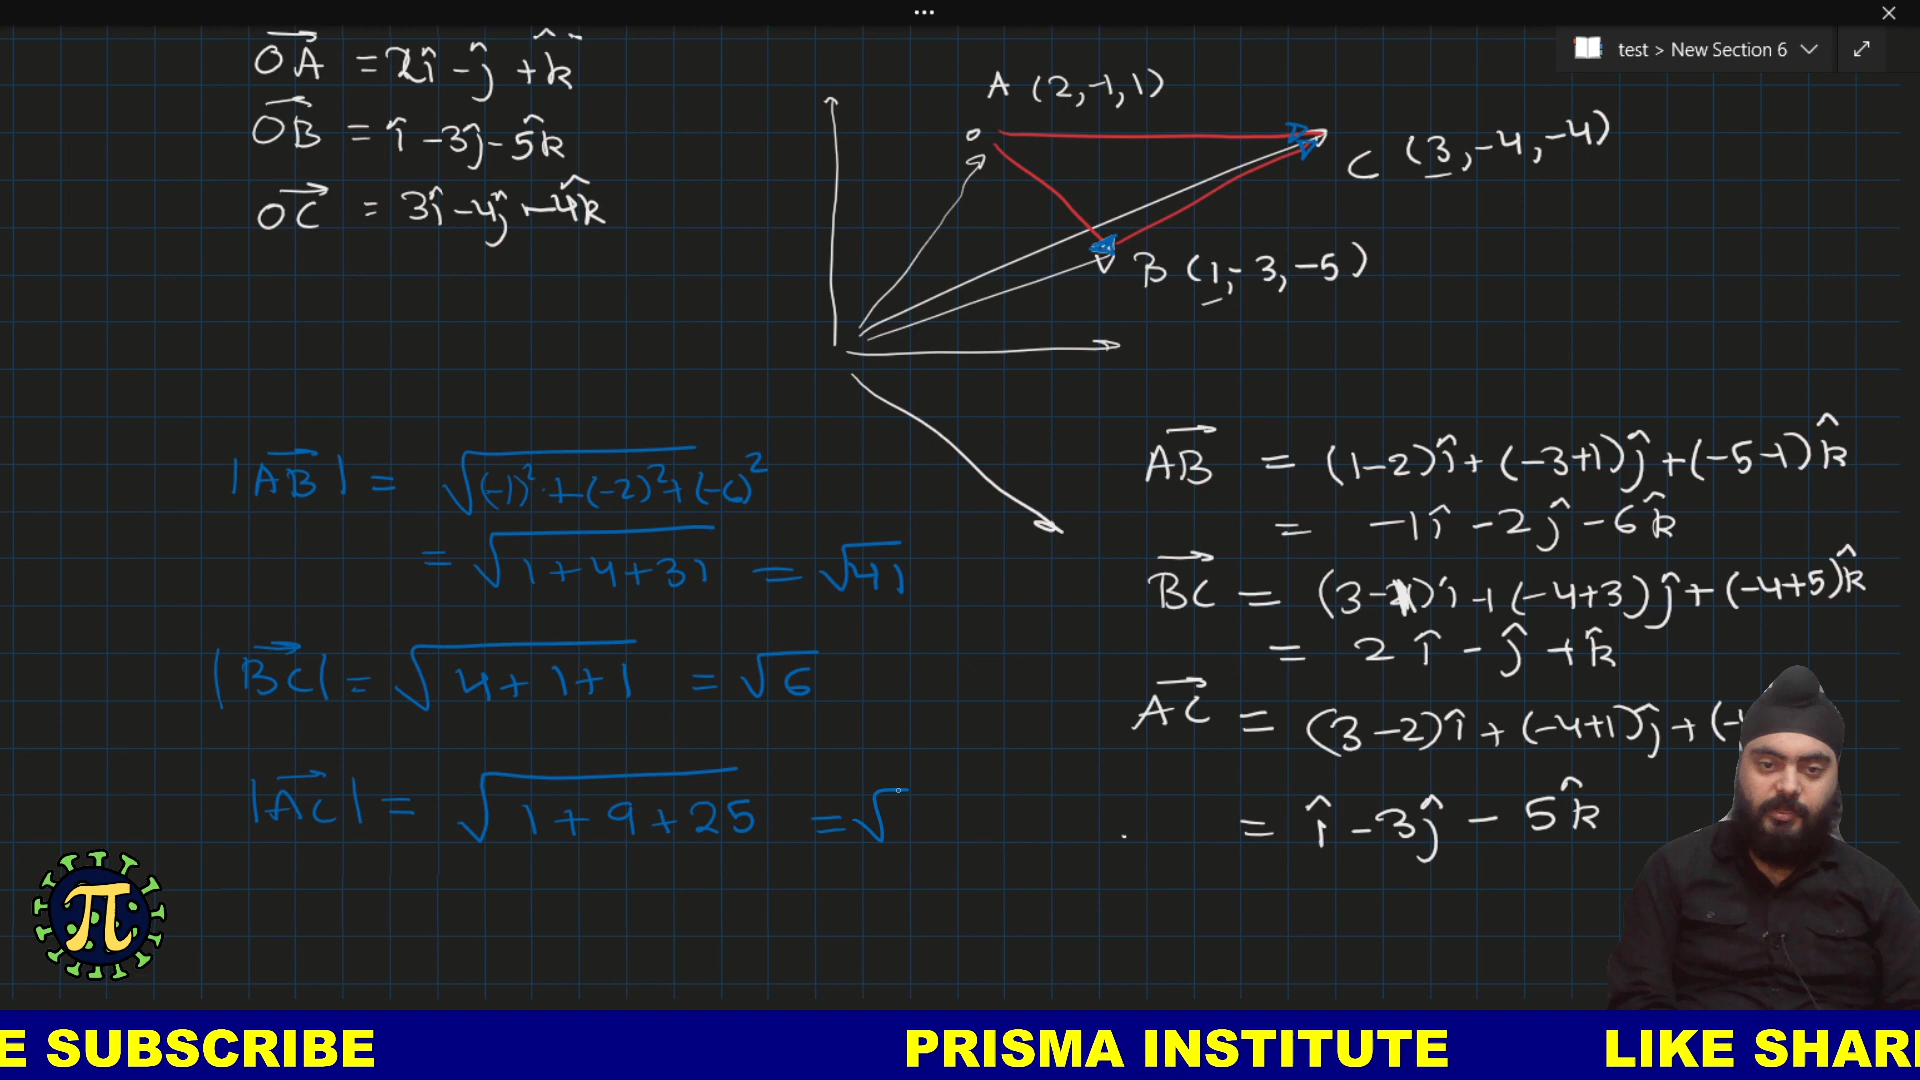 ...
test > New Section 6
OA = 2î - ĵ + k̂
OB = î - 3ĵ - 5k
OC = 3î - 4ĵ - 4k̂
A (2, -1, 1)
C (3, -4, -4)
B (1, -3, -5)
|AB| = √(-1)² + (-2)² + (-6)²
= √1+4+31 = √41
|BC| = √4+1+1 = √6
|AC| = √1+9+25 = √
AB = (1-2)î + (-3+1)ĵ + (-5-1)k̂
= -1î - 2ĵ - 6k̂
BC = (3-1)î + (-4+3)ĵ + (-4+5)k̂
= 2î - ĵ + k̂
AC = (3-2)î + (-4+1)ĵ + (-
= î - 3ĵ - 5k̂
π
E SUBSCRIBE PRISMA INSTITUTE LIKE SHAR